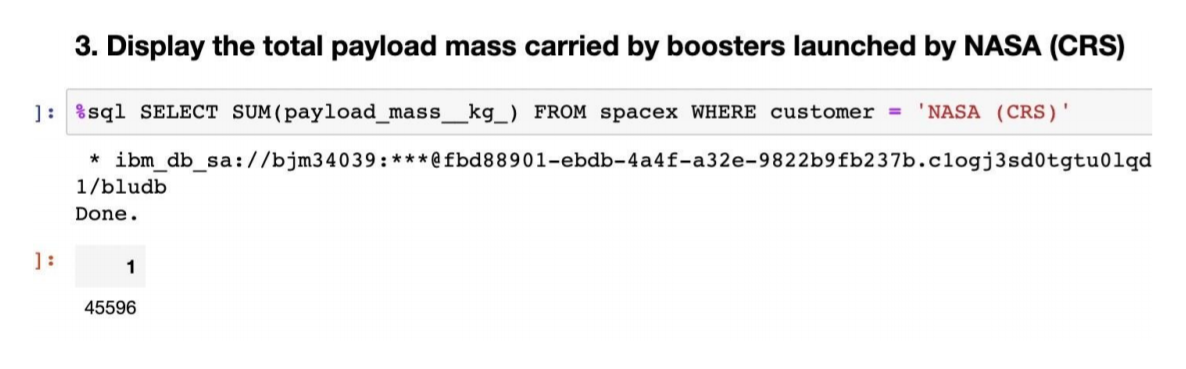 3. Display the total payload mass carried by boosters launched by NASA (CRS)
]: %sql SELECT SUM(payload_mass__kg_) FROM spacex WHERE customer = 'NASA (CRS)'
* ibm_db_sa://bjm34039:***@fbd88901-ebdb-4a4f-a32e-9822b9fb237b.c1ogj3sd0tgtu0lqd
1/bludb
Done.
]: 1
45596